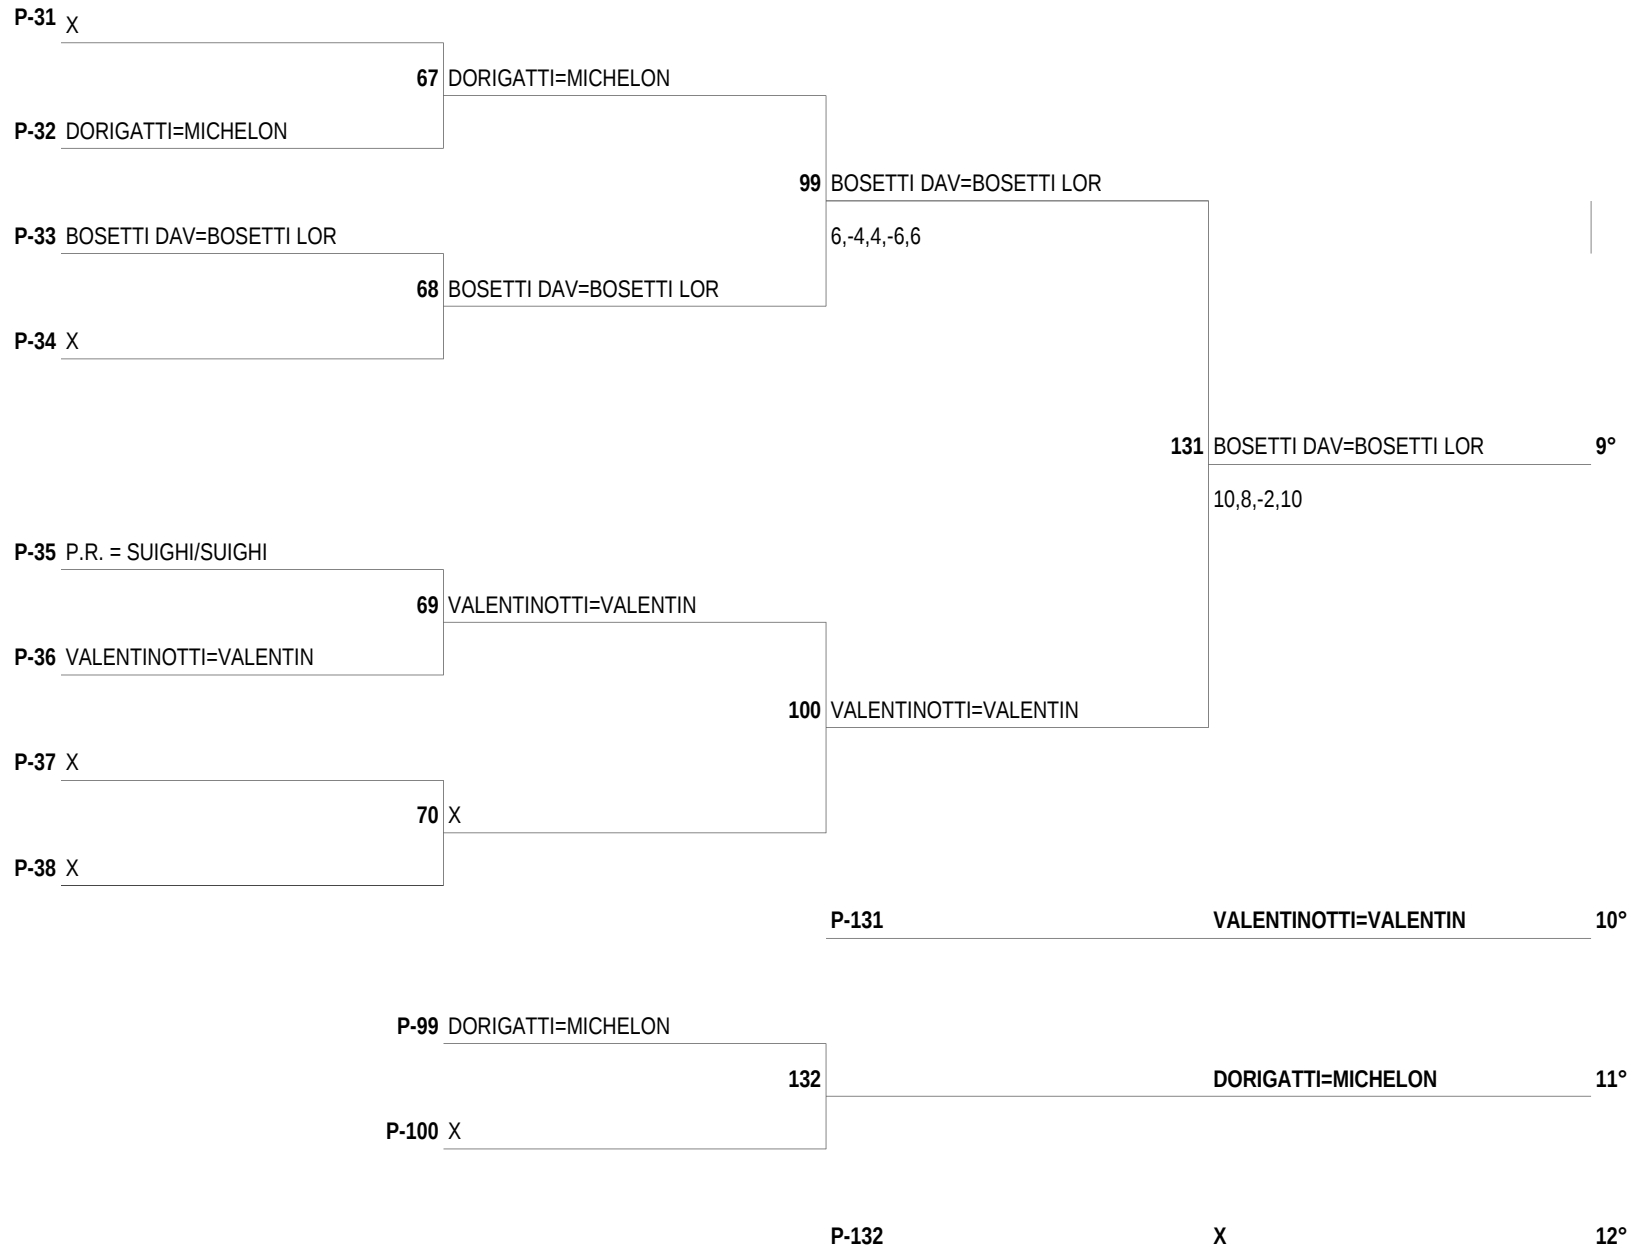 P-31 X
67 DORIGATTI=MICHELON
P-32 DORIGATTI=MICHELON
99 BOSETTI DAV=BOSETTI LOR
P-33 BOSETTI DAV=BOSETTI LOR
6,-4,4,-6,6
68 BOSETTI DAV=BOSETTI LOR
P-34 X
131 BOSETTI DAV=BOSETTI LOR 9°
10,8,-2,10
P-35 P.R. = SUIGHI/SUIGHI
69 VALENTINOTTI=VALENTIN
P-36 VALENTINOTTI=VALENTIN
100 VALENTINOTTI=VALENTIN
P-37 X
70 X
P-38 X
P-131 VALENTINOTTI=VALENTIN 10°
P-99 DORIGATTI=MICHELON
132 DORIGATTI=MICHELON 11°
P-100 X
P-132 X 12°